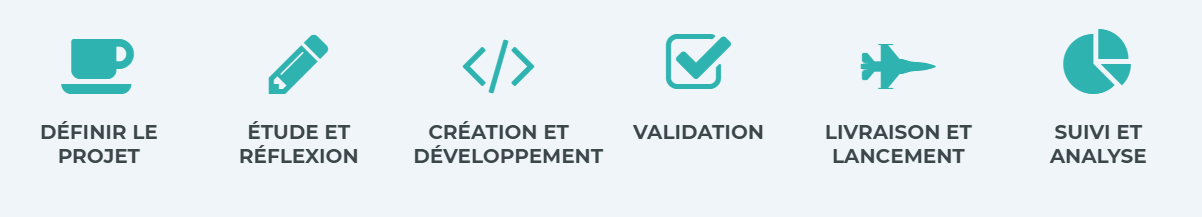 DÉFINIR LE
PROJET
ÉTUDE ET
RÉFLEXION
CRÉATION ET
DÉVELOPPEMENT
VALIDATION
LIVRAISON ET
LANCEMENT
SUIVI ET
ANALYSE